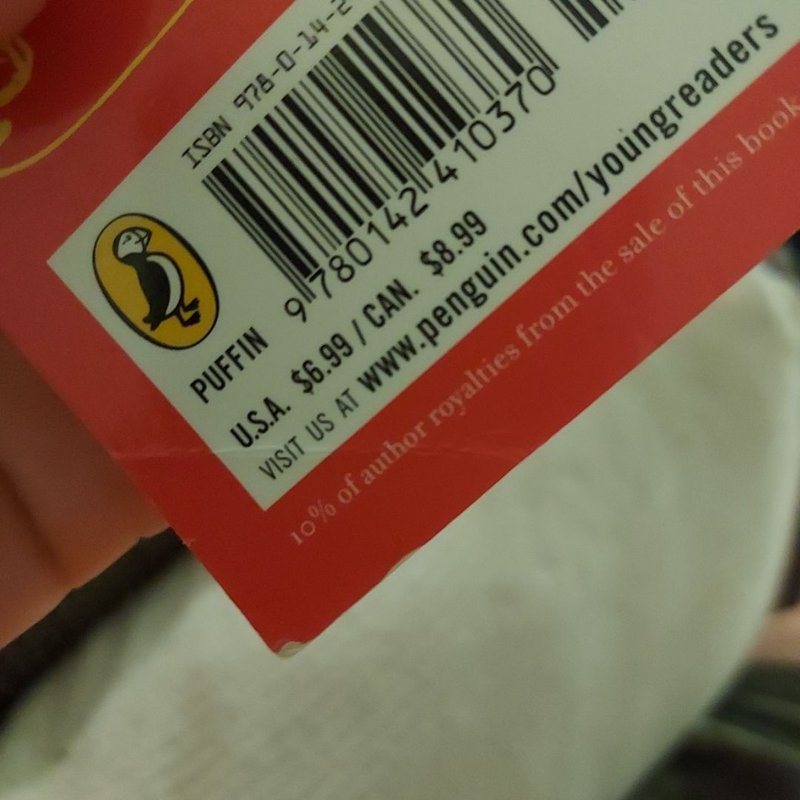 ISBN 978-0-14-2
9 780142 410370
PUFFIN
U.S.A. $6.99 / CAN. $8.99
VISIT US AT www.penguin.com/youngreaders
10% of author royalties from the sale of this book